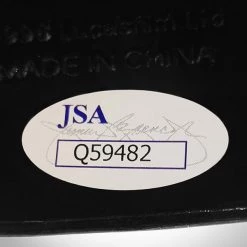 Lucasfilm Ltd
MADE IN CHINA
JSA
Q59482